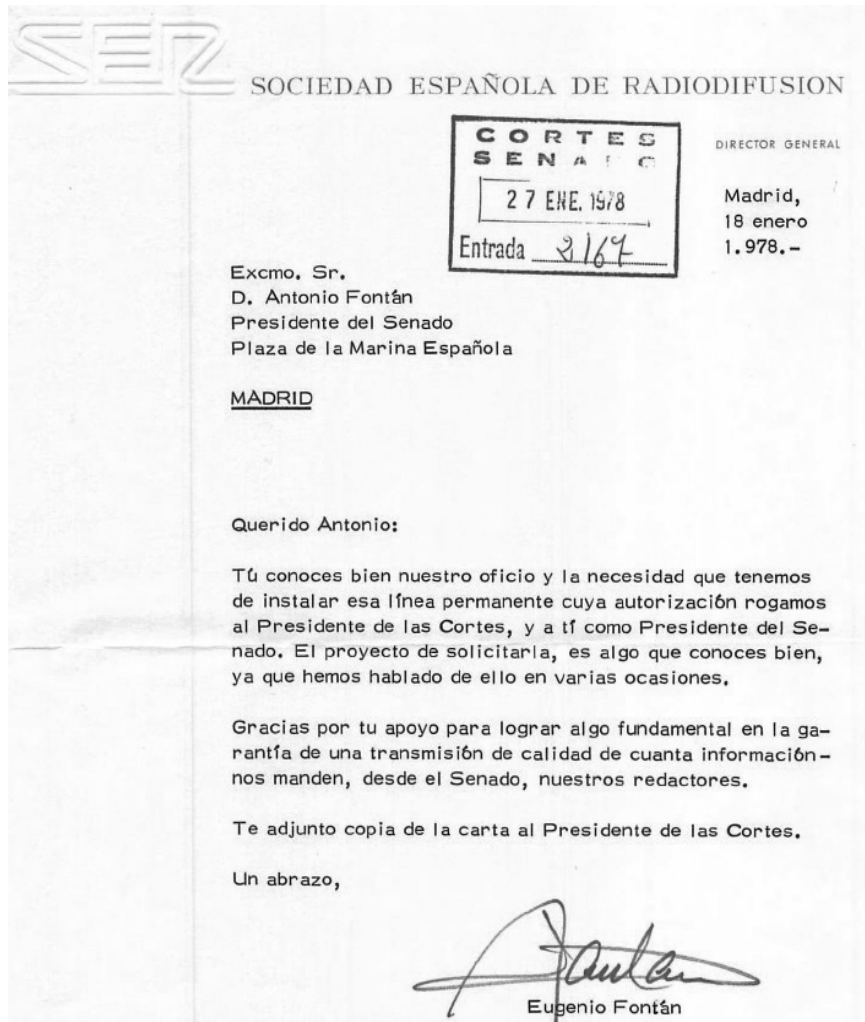 SER
SOCIEDAD ESPAÑOLA DE RADIODIFUSION
CORTES
SENADO
27 ENE. 1978
Entrada 2167
DIRECTOR GENERAL
Madrid,
18 enero
1.978.-
Excmo. Sr.
D. Antonio Fontán
Presidente del Senado
Plaza de la Marina Española
MADRID
Querido Antonio:
Tú conoces bien nuestro oficio y la necesidad que tenemos
de instalar esa línea permanente cuya autorización rogamos
al Presidente de las Cortes, y a tí como Presidente del Se-
nado. El proyecto de solicitarla, es algo que conoces bien,
ya que hemos hablado de ello en varias ocasiones.
Gracias por tu apoyo para lograr algo fundamental en la ga-
rantía de una transmisión de calidad de cuanta información-
nos manden, desde el Senado, nuestros redactores.
Te adjunto copia de la carta al Presidente de las Cortes.
Un abrazo,
Fontán
Eugenio Fontán